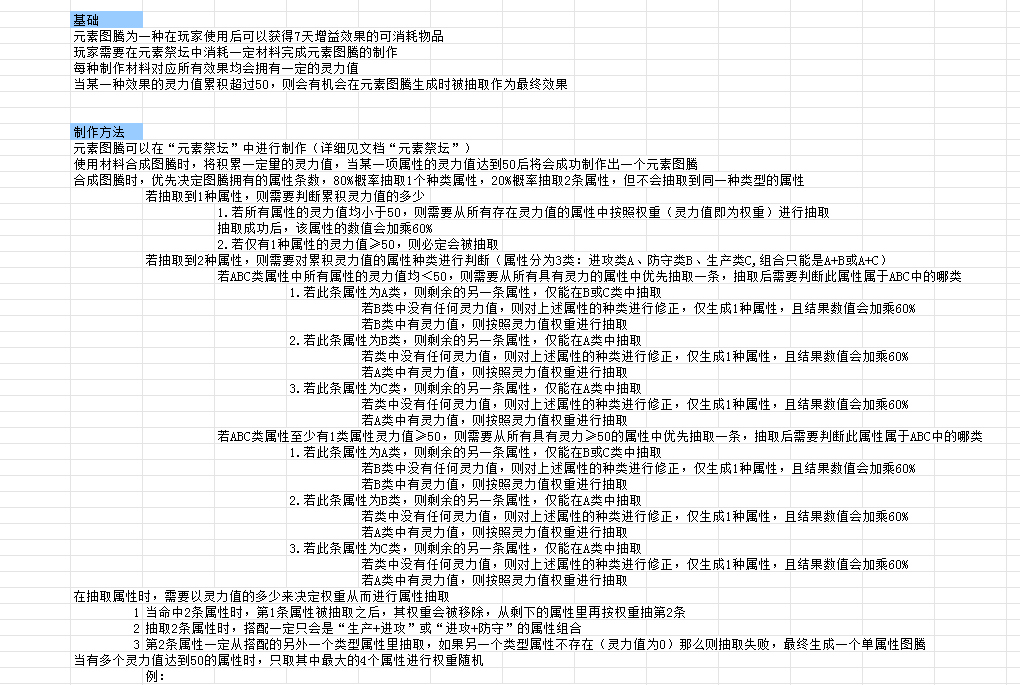 基础
元素图腾为一种在玩家使用后可以获得7天增益效果的可消耗物品
玩家需要在元素祭坛中消耗一定材料完成元素图腾的制作
每种制作材料对应所有效果均会拥有一定的灵力值
当某一种效果的灵力值累积超过50，则会有机会在元素图腾生成时被抽取作为最终效果
制作方法
元素图腾可以在“元素祭坛”中进行制作（详细见文档“元素祭坛”）
使用材料合成图腾时，将积累一定量的灵力值，当某一项属性的灵力值达到50后将会成功制作出一个元素图腾
合成图腾时，优先决定图腾拥有的属性条数，80%概率抽取1个种类属性，20%概率抽取2条属性，但不会抽取到同一种类型的属性
若抽取到1种属性，则需要判断累积灵力值的多少
1.若所有属性的灵力值均小于50，则需要从所有存在灵力值的属性中按照权重（灵力值即为权重）进行抽取
抽取成功后，该属性的数值会加乘60%
2.若仅有1种属性的灵力值≥50，则必定会被抽取
若抽取到2种属性，则需要对累积灵力值的属性种类进行判断（属性分为3类：进攻类A、防守类B、生产类C,组合只能是A+B或A+C）
若ABC类属性中所有属性的灵力值均＜50，则需要从所有具有灵力的属性中优先抽取一条，抽取后需要判断此属性属于ABC中的哪类
1.若此条属性为A类，则剩余的另一条属性，仅能在B或C类中抽取
若B类中没有任何灵力值，则对上述属性的种类进行修正，仅生成1种属性，且结果数值会加乘60%
若B类中有灵力值，则按照灵力值权重进行抽取
2.若此条属性为B类，则剩余的另一条属性，仅能在A类中抽取
若类中没有任何灵力值，则对上述属性的种类进行修正，仅生成1种属性，且结果数值会加乘60%
若A类中有灵力值，则按照灵力值权重进行抽取
3.若此条属性为C类，则剩余的另一条属性，仅能在A类中抽取
若类中没有任何灵力值，则对上述属性的种类进行修正，仅生成1种属性，且结果数值会加乘60%
若A类中有灵力值，则按照灵力值权重进行抽取
若ABC类属性至少有1类属性灵力值≥50，则需要从所有具有灵力≥50的属性中优先抽取一条，抽取后需要判断此属性属于ABC中的哪类
1.若此条属性为A类，则剩余的另一条属性，仅能在B或C类中抽取
若B类中没有任何灵力值，则对上述属性的种类进行修正，仅生成1种属性，且结果数值会加乘60%
若B类中有灵力值，则按照灵力值权重进行抽取
2.若此条属性为B类，则剩余的另一条属性，仅能在A类中抽取
若类中没有任何灵力值，则对上述属性的种类进行修正，仅生成1种属性，且结果数值会加乘60%
若A类中有灵力值，则按照灵力值权重进行抽取
3.若此条属性为C类，则剩余的另一条属性，仅能在A类中抽取
若类中没有任何灵力值，则对上述属性的种类进行修正，仅生成1种属性，且结果数值会加乘60%
若A类中有灵力值，则按照灵力值权重进行抽取
在抽取属性时，需要以灵力值的多少来决定权重从而进行属性抽取
1 当命中2条属性时，第1条属性被抽取之后，其权重会被移除，从剩下的属性里再按权重抽第2条
2 抽取2条属性时，搭配一定只会是“生产+进攻”或“进攻+防守”的属性组合
3 第2条属性一定从搭配的另外一个类型属性里抽取，如果另一个类型属性不存在（灵力值为0）那么则抽取失败，最终生成一个单属性图腾
当有多个灵力值达到50的属性时，只取其中最大的4个属性进行权重随机
例：